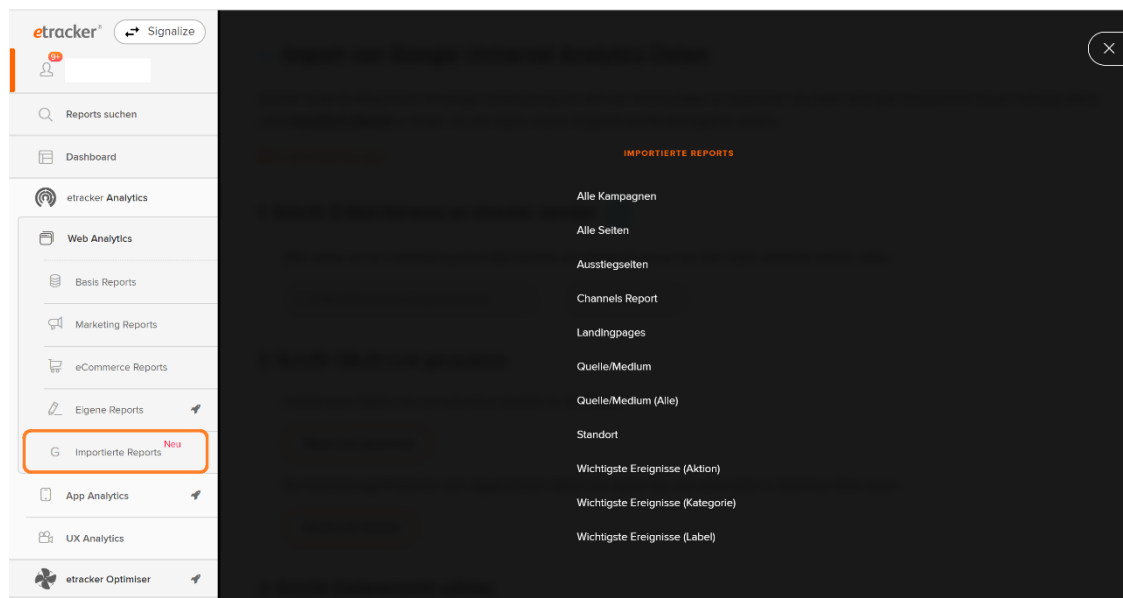 etracker
Signalize
9+
Reports suchen
Dashboard
etracker Analytics
Web Analytics
Basis Reports
Marketing Reports
eCommerce Reports
Eigene Reports
G Importierte Reports Neu
App Analytics
UX Analytics
etracker Optimiser
IMPORTIERTE REPORTS
Alle Kampagnen
Alle Seiten
Ausstiegseiten
Channels Report
Landingpages
Quelle/Medium
Quelle/Medium (Alle)
Standort
Wichtigste Ereignisse (Aktion)
Wichtigste Ereignisse (Kategorie)
Wichtigste Ereignisse (Label)